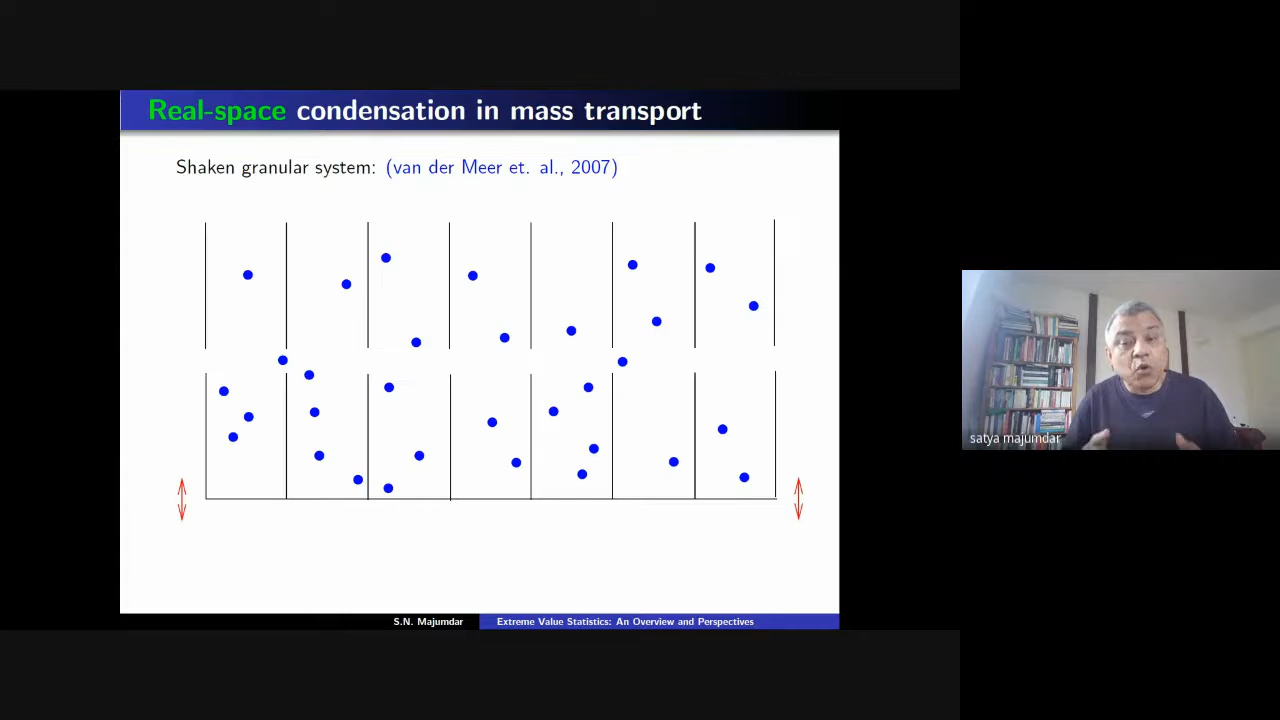 Real-space condensation in mass transport
Shaken granular system: (van der Meer et. al., 2007)
satya majumdar
S.N. Majumdar Extreme Value Statistics: An Overview and Perspectives